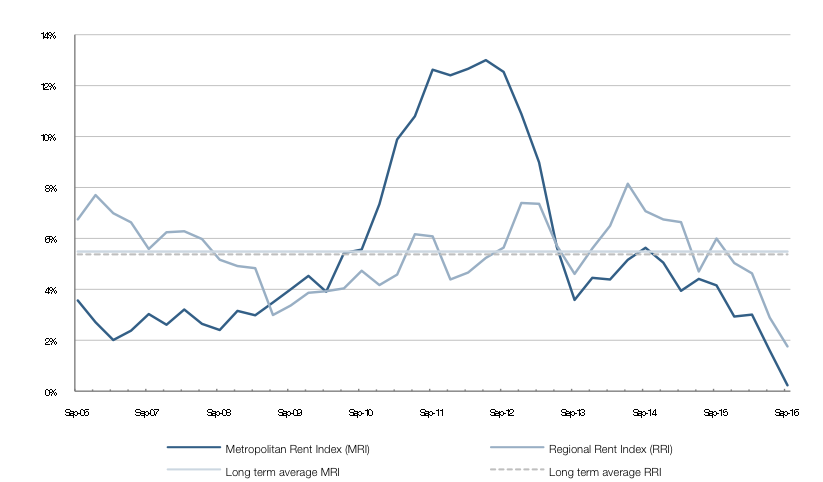 14%
12%
10%
8%
6%
4%
2%
0%
Sep-06 Sep-07 Sep-08 Sep-09 Sep-10 Sep-11 Sep-12 Sep-13 Sep-14 Sep-15 Sep-16
Metropolitan Rent Index (MRI) Regional Rent Index (RRI)
Long term average MRI Long term average RRI